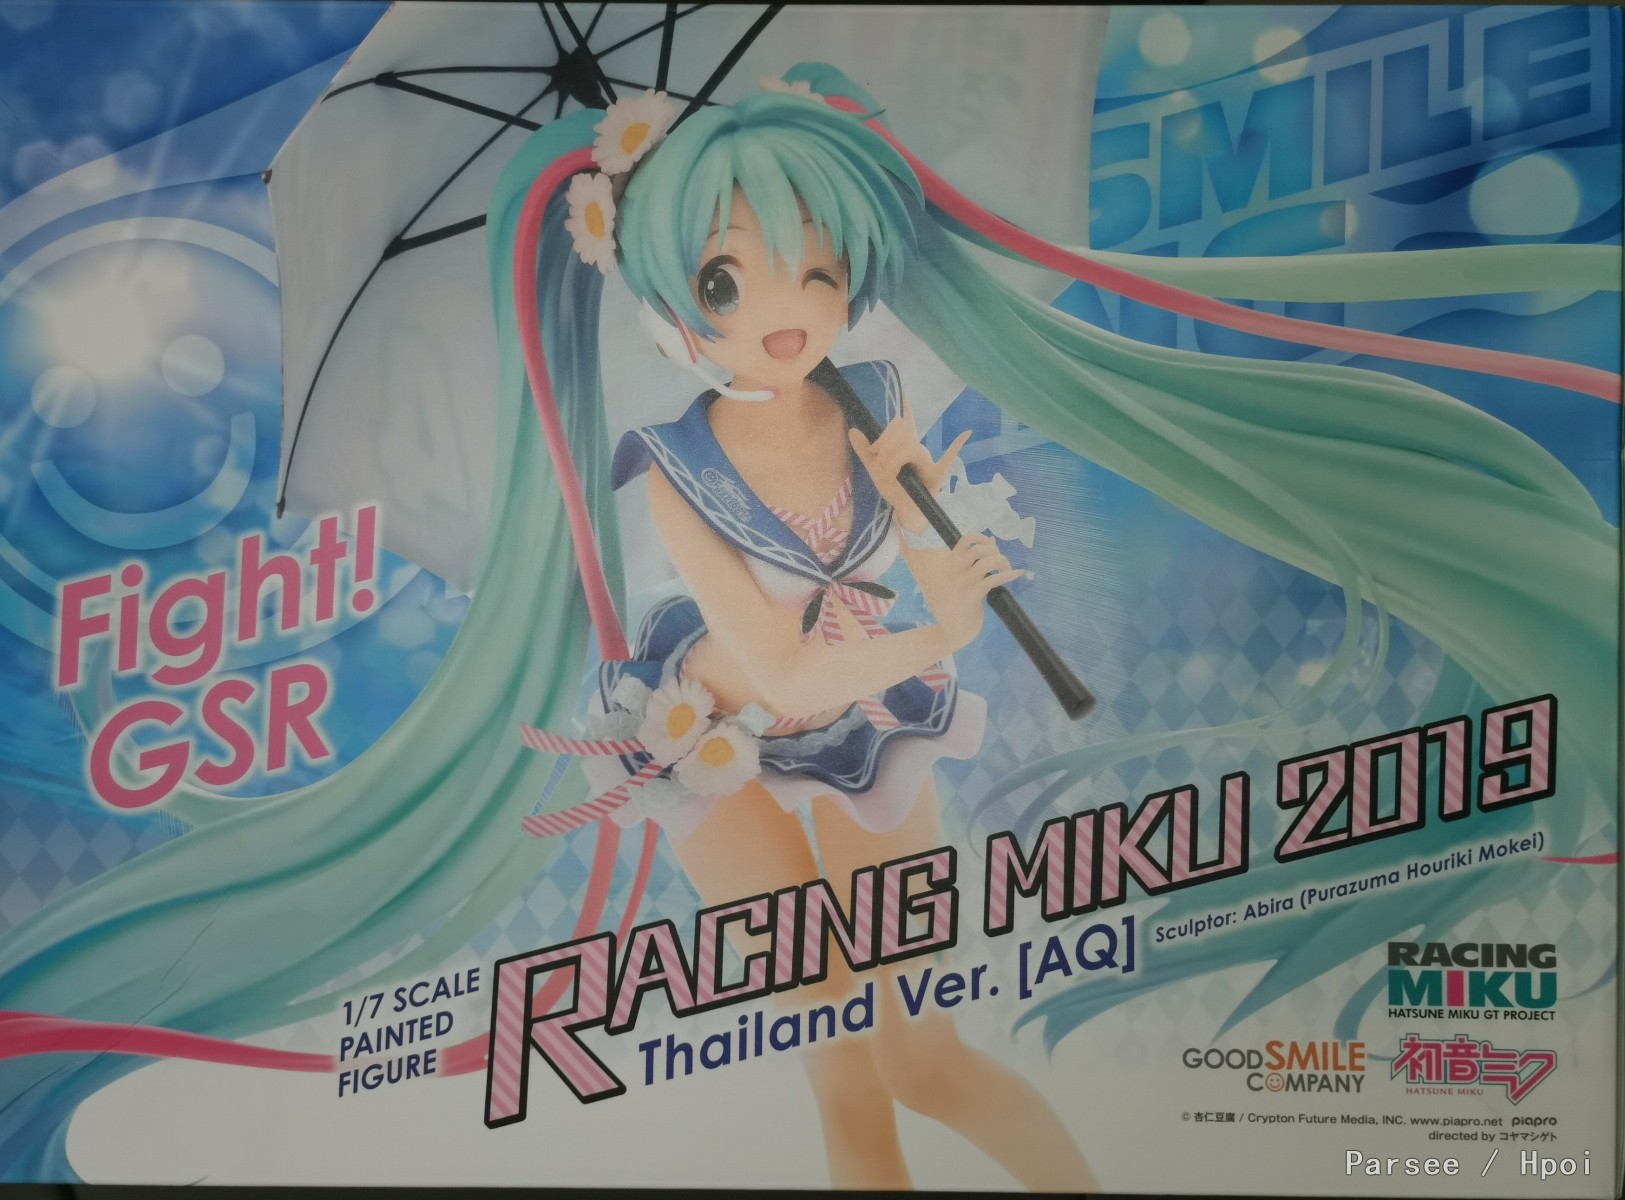 SMILE
Fight!
GSR
RACING MIKU 2019
Thailand Ver. [AQ]
Sculptor: Abira (Purazuma Houriki Mokei)
1/7 SCALE
PAINTED
FIGURE
RACING
MIKU
HATSUNE MIKU GT PROJECT
GOOD SMILE
COMPANY
初音ミク
HATSUNE MIKU
© 杏仁豆腐 / Crypton Future Media, INC. www.piapro.net piapro
directed by コヤマシゲト
Parsee / Hpoi